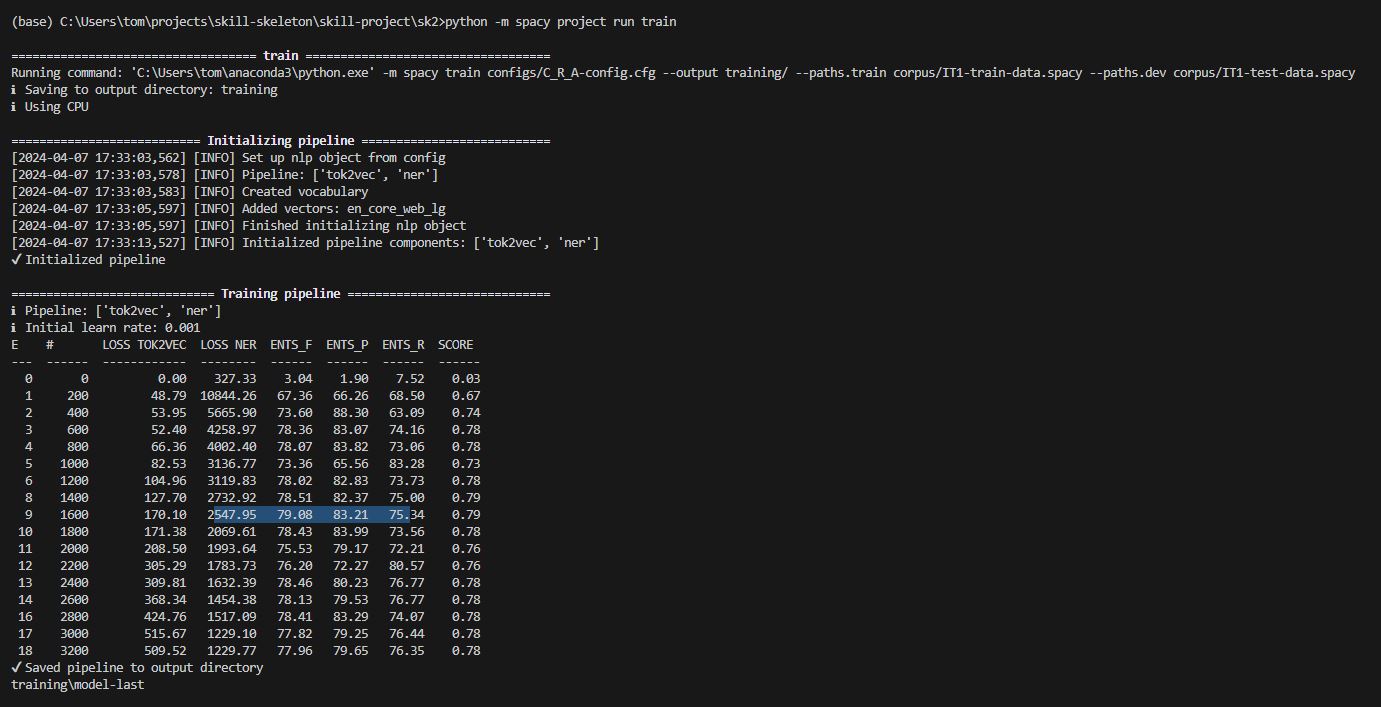 (base) C:\Users\tom\projects\skill-skeleton\skill-project\sk2>python -m spacy project run train
=================================== train ===================================
Running command: 'C:\Users\tom\anaconda3\python.exe' -m spacy train configs/C_R_A-config.cfg --output training/ --paths.train corpus/IT1-train-data.spacy --paths.dev corpus/IT1-test-data.spacy
ℹ Saving to output directory: training
ℹ Using CPU
=========================== Initializing pipeline ===========================
[2024-04-07 17:33:03,562] [INFO] Set up nlp object from config
[2024-04-07 17:33:03,578] [INFO] Pipeline: ['tok2vec', 'ner']
[2024-04-07 17:33:03,583] [INFO] Created vocabulary
[2024-04-07 17:33:05,597] [INFO] Added vectors: en_core_web_lg
[2024-04-07 17:33:05,597] [INFO] Finished initializing nlp object
[2024-04-07 17:33:13,527] [INFO] Initialized pipeline components: ['tok2vec', 'ner']
✔ Initialized pipeline
============================= Training pipeline =============================
ℹ Pipeline: ['tok2vec', 'ner']
ℹ Initial learn rate: 0.001
E    #       LOSS TOK2VEC  LOSS NER  ENTS_F  ENTS_P  ENTS_R  SCORE
---  ------  ------------  --------  ------  ------  ------  ------
  0       0          0.00    327.33    3.04    1.90    7.52    0.03
  1     200         48.79  10844.26   67.36   66.26   68.50    0.67
  2     400         53.95   5665.90   73.60   88.30   63.09    0.74
  3     600         52.40   4258.97   78.36   83.07   74.16    0.78
  4     800         66.36   4002.40   78.07   83.82   73.06    0.78
  5    1000         82.53   3136.77   73.36   65.56   83.28    0.73
  6    1200        104.96   3119.83   78.02   82.83   73.73    0.78
  8    1400        127.70   2732.92   78.51   82.37   75.00    0.79
  9    1600        170.10   2547.95   79.08   83.21   75.34    0.79
 10    1800        171.38   2069.61   78.43   83.99   73.56    0.78
 11    2000        208.50   1993.64   75.53   79.17   72.21    0.76
 12    2200        305.29   1783.73   76.20   72.27   80.57    0.76
 13    2400        309.81   1632.39   78.46   80.23   76.77    0.78
 14    2600        368.34   1454.38   78.13   79.53   76.77    0.78
 16    2800        424.76   1517.09   78.41   83.29   74.07    0.78
 17    3000        515.67   1229.10   77.82   79.25   76.44    0.78
 18    3200        509.52   1229.77   77.96   79.65   76.35    0.78
✔ Saved pipeline to output directory
training\model-last